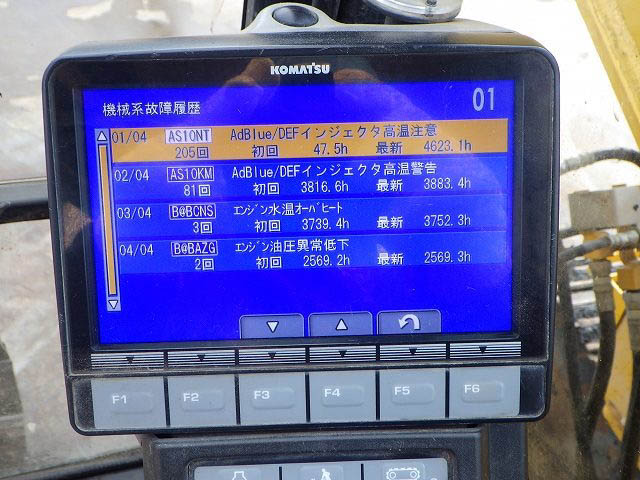 KOMATSU
機械系故障履歴 01
01/04 AS10NT AdBlue/DEFインジェクタ高温注意
205回 初回 47.5h 最新 4623.1h
02/04 AS10KM AdBlue/DEFインジェクタ高温警告
81回 初回 3816.6h 最新 3883.4h
03/04 B@BCNS エンジン水温オーバヒート
3回 初回 3739.4h 最新 3752.3h
04/04 B@BAZG エンジン油圧異常低下
2回 初回 2569.2h 最新 2569.3h
F1 F2 F3 F4 F5 F6